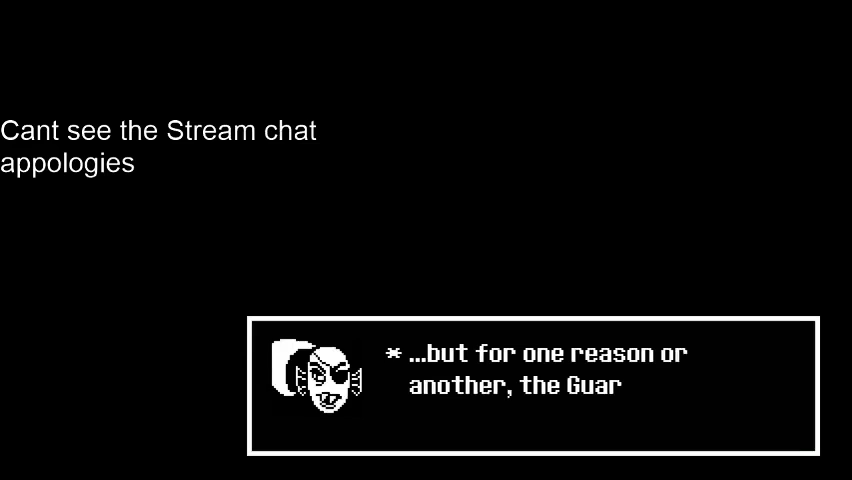 Cant see the Stream chat
appologies
* ...but for one reason or
another, the Guar